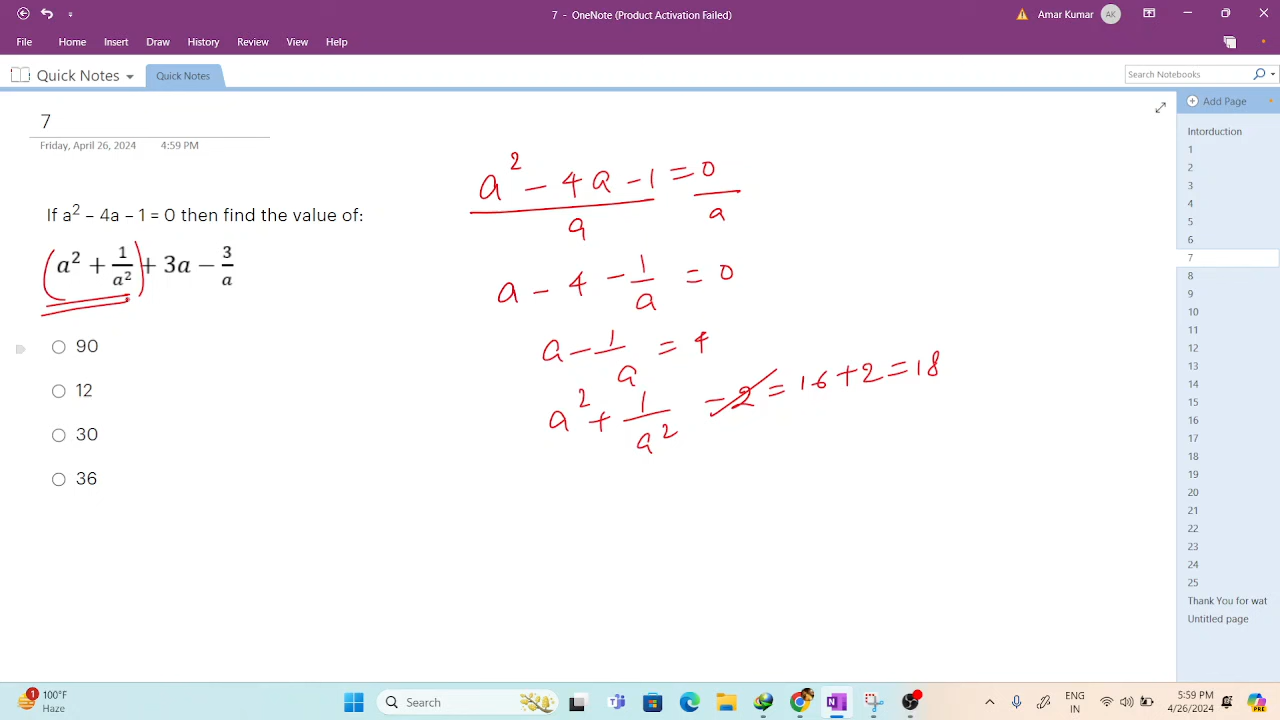 7 - OneNote (Product Activation Failed)
Amar Kumar AK
File Home Insert Draw History Review View Help
Quick Notes
Quick Notes
Search Notebooks
7
Friday, April 26, 2024 4:59 PM
If a² – 4a – 1 = 0 then find the value of:
(a² + 1/a²) + 3a − 3/a
90
12
30
36
a² – 4a – 1 / a = 0 / a
a – 4 – 1/a = 0
a – 1/a = 4
a² + 1/a² – 2 = 16 + 2 = 18
Add Page
Intorduction
1
2
3
4
5
6
7
8
9
10
11
12
13
14
15
16
17
18
19
20
21
22
23
24
25
Thank You for wat
Untitled page
1
100°F
Haze
Search
ENG
IN
5:59 PM
4/26/2024